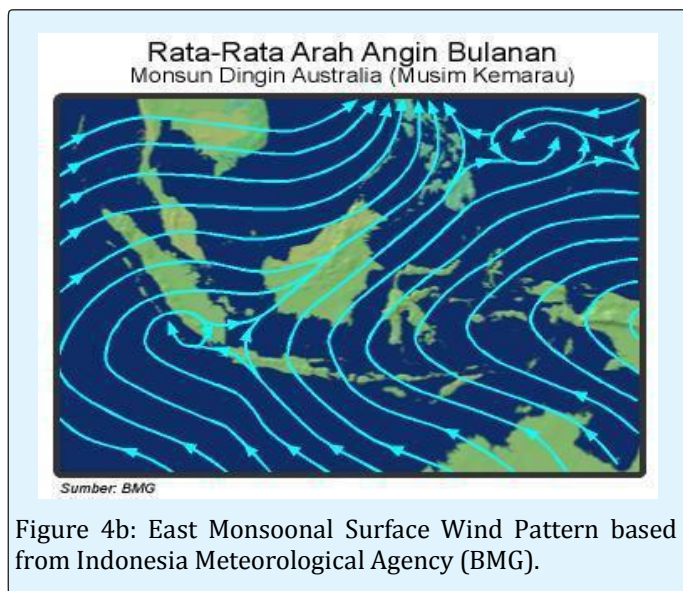 Rata-Rata Arah Angin Bulanan
Monsun Dingin Australia (Musim Kemarau)
Sumber: BMG
Figure 4b: East Monsoonal Surface Wind Pattern based
from Indonesia Meteorological Agency (BMG).